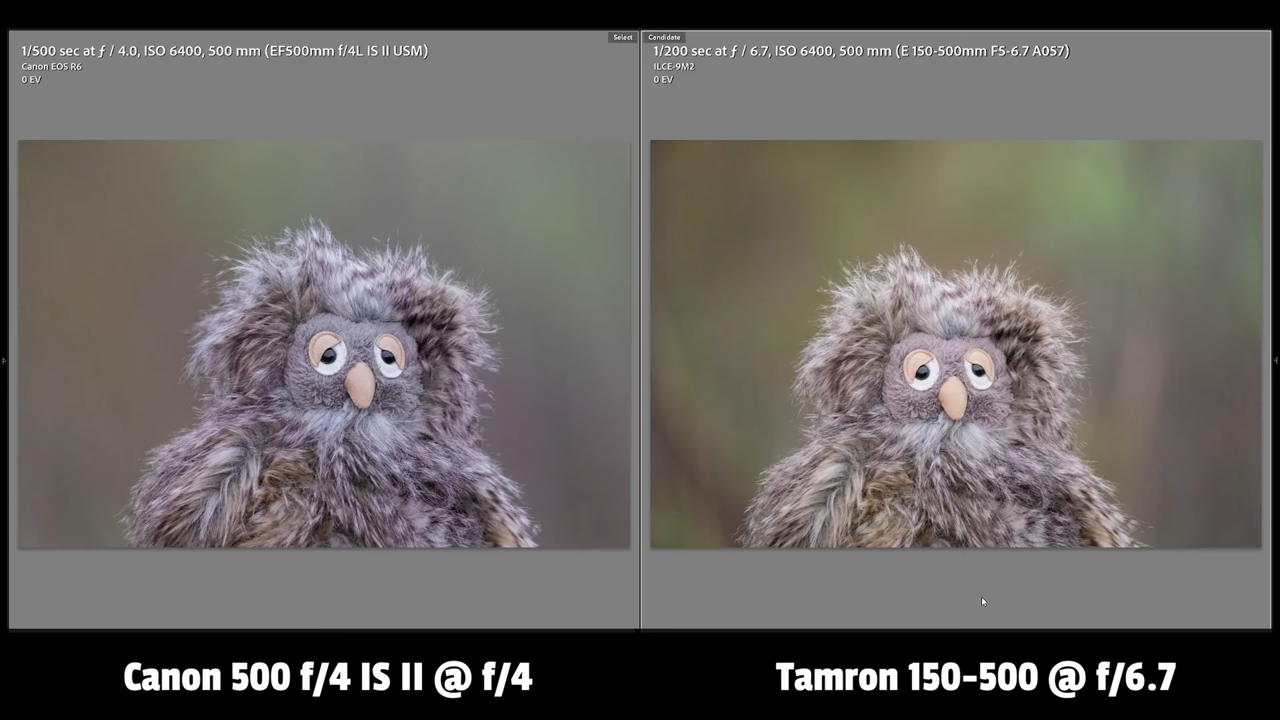 Select
1/500 sec at ƒ / 4.0, ISO 6400, 500 mm (EF500mm f/4L IS II USM)
Canon EOS R6
0 EV
Candidate
1/200 sec at ƒ / 6.7, ISO 6400, 500 mm (E 150-500mm F5-6.7 A057)
ILCE-9M2
0 EV
Canon 500 f/4 IS II @ f/4
Tamron 150-500 @ f/6.7